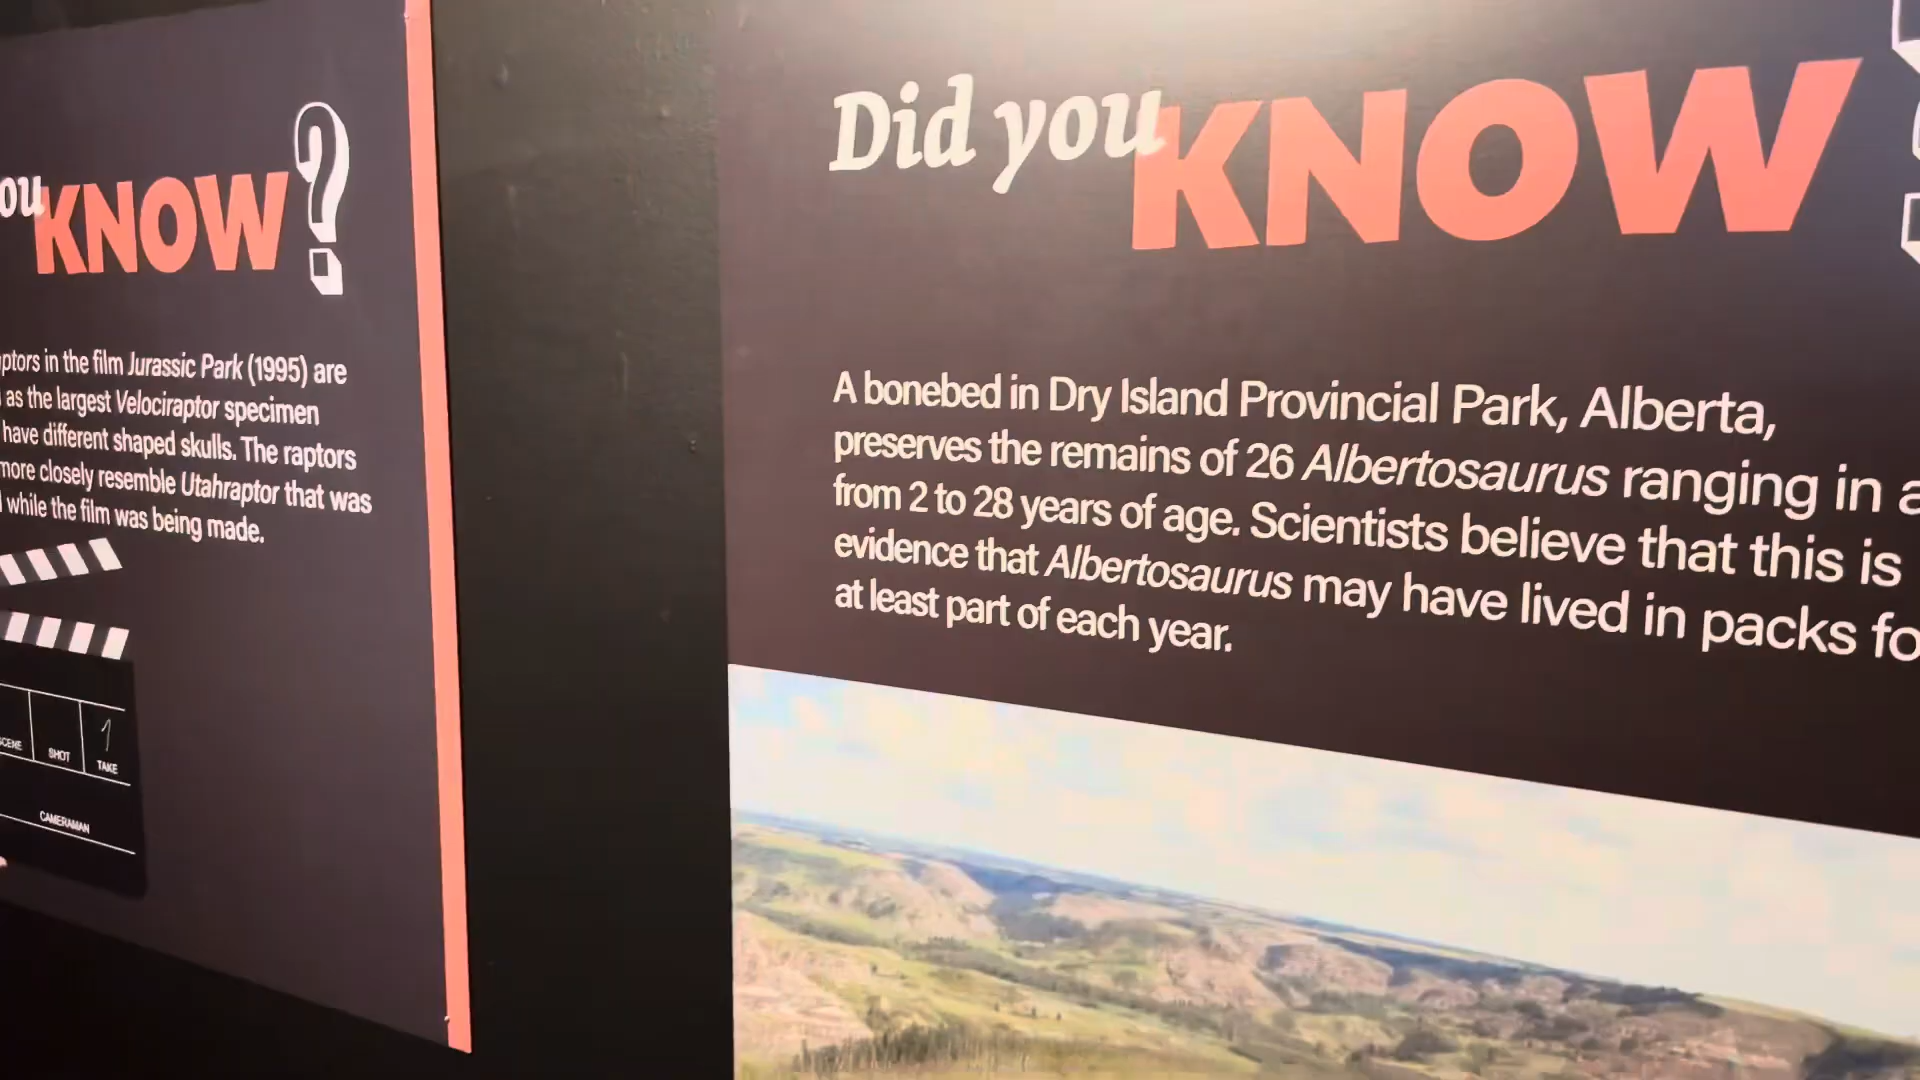 KNOW?
ptors in the film Jurassic Park (1995) are
as the largest Velociraptor specimen
have different shaped skulls. The raptors
more closely resemble Utahraptor that was
while the film was being made.
SHOT
1
TAKE
CAMERAMAN
Did you KNOW?
A bonebed in Dry Island Provincial Park, Alberta,
preserves the remains of 26 Albertosaurus ranging in a
from 2 to 28 years of age. Scientists believe that this is
evidence that Albertosaurus may have lived in packs fo
at least part of each year.